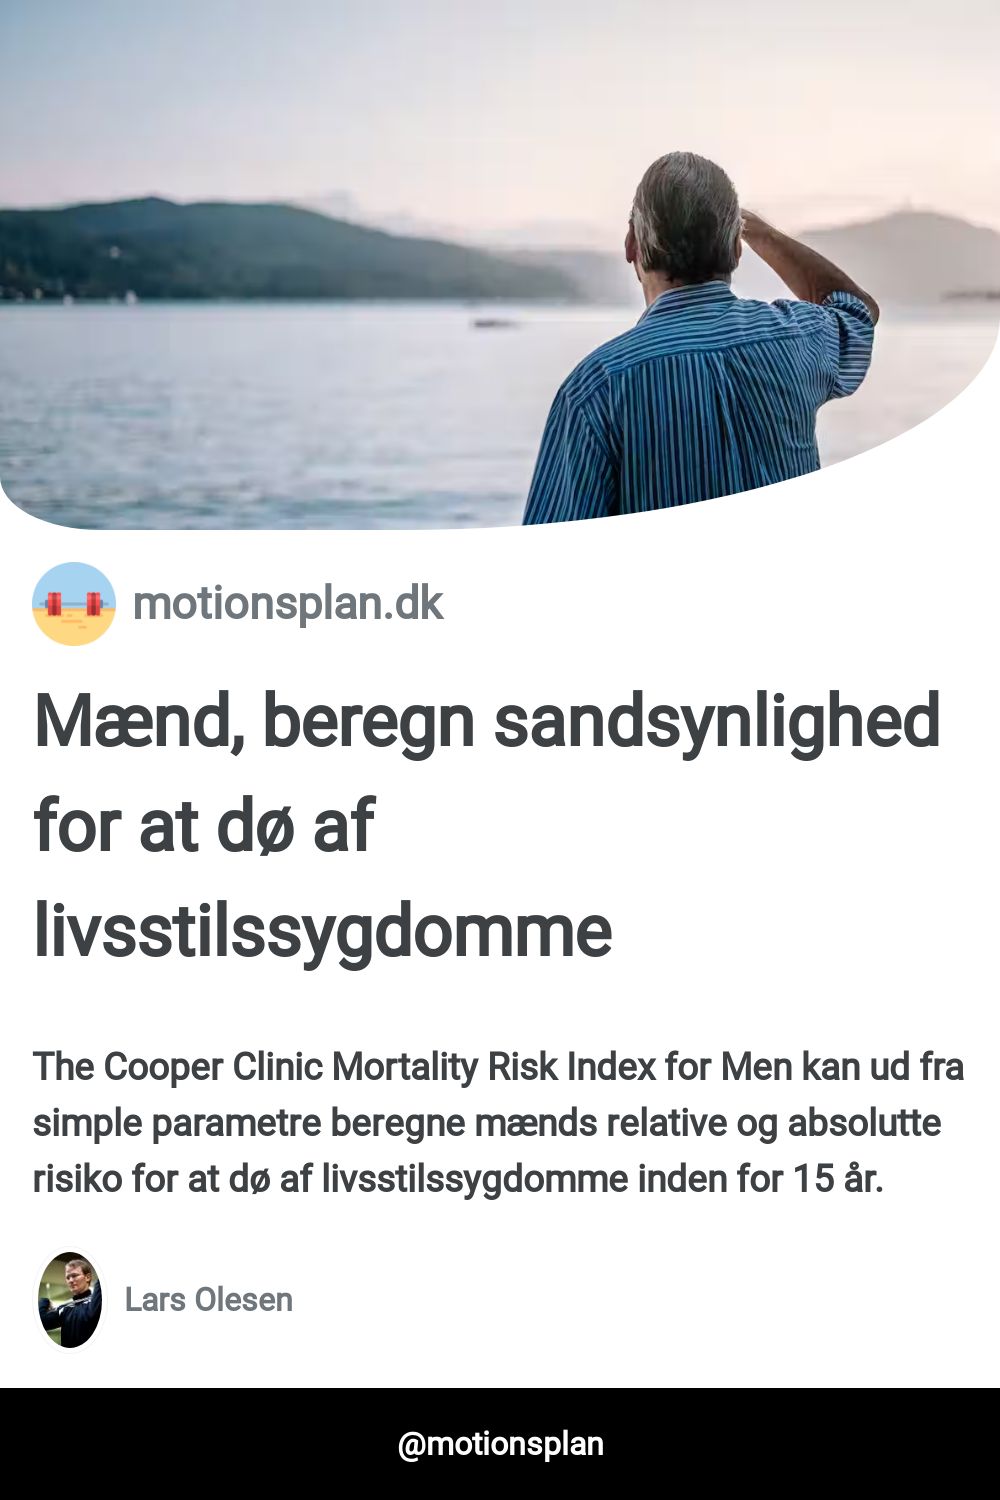 motionsplan.dk
Mænd, beregn sandsynlighed
for at dø af
livsstilssygdomme
The Cooper Clinic Mortality Risk Index for Men kan ud fra
simple parametre beregne mænds relative og absolutte
risiko for at dø af livsstilssygdomme inden for 15 år.
Lars Olesen
@motionsplan